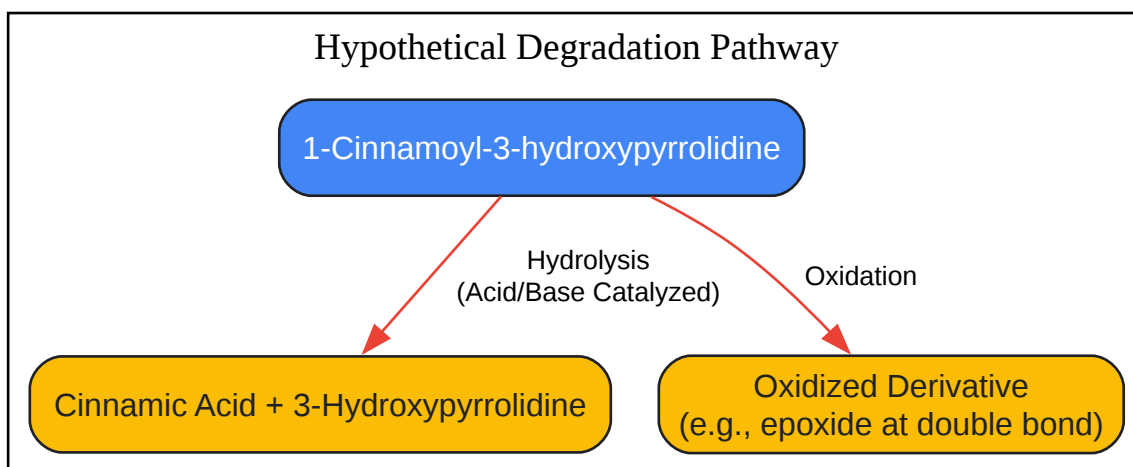 Hypothetical Degradation Pathway
1-Cinnamoyl-3-hydroxypyrrolidine
Hydrolysis
(Acid/Base Catalyzed)
Oxidation
Cinnamic Acid + 3-Hydroxypyrrolidine
Oxidized Derivative
(e.g., epoxide at double bond)